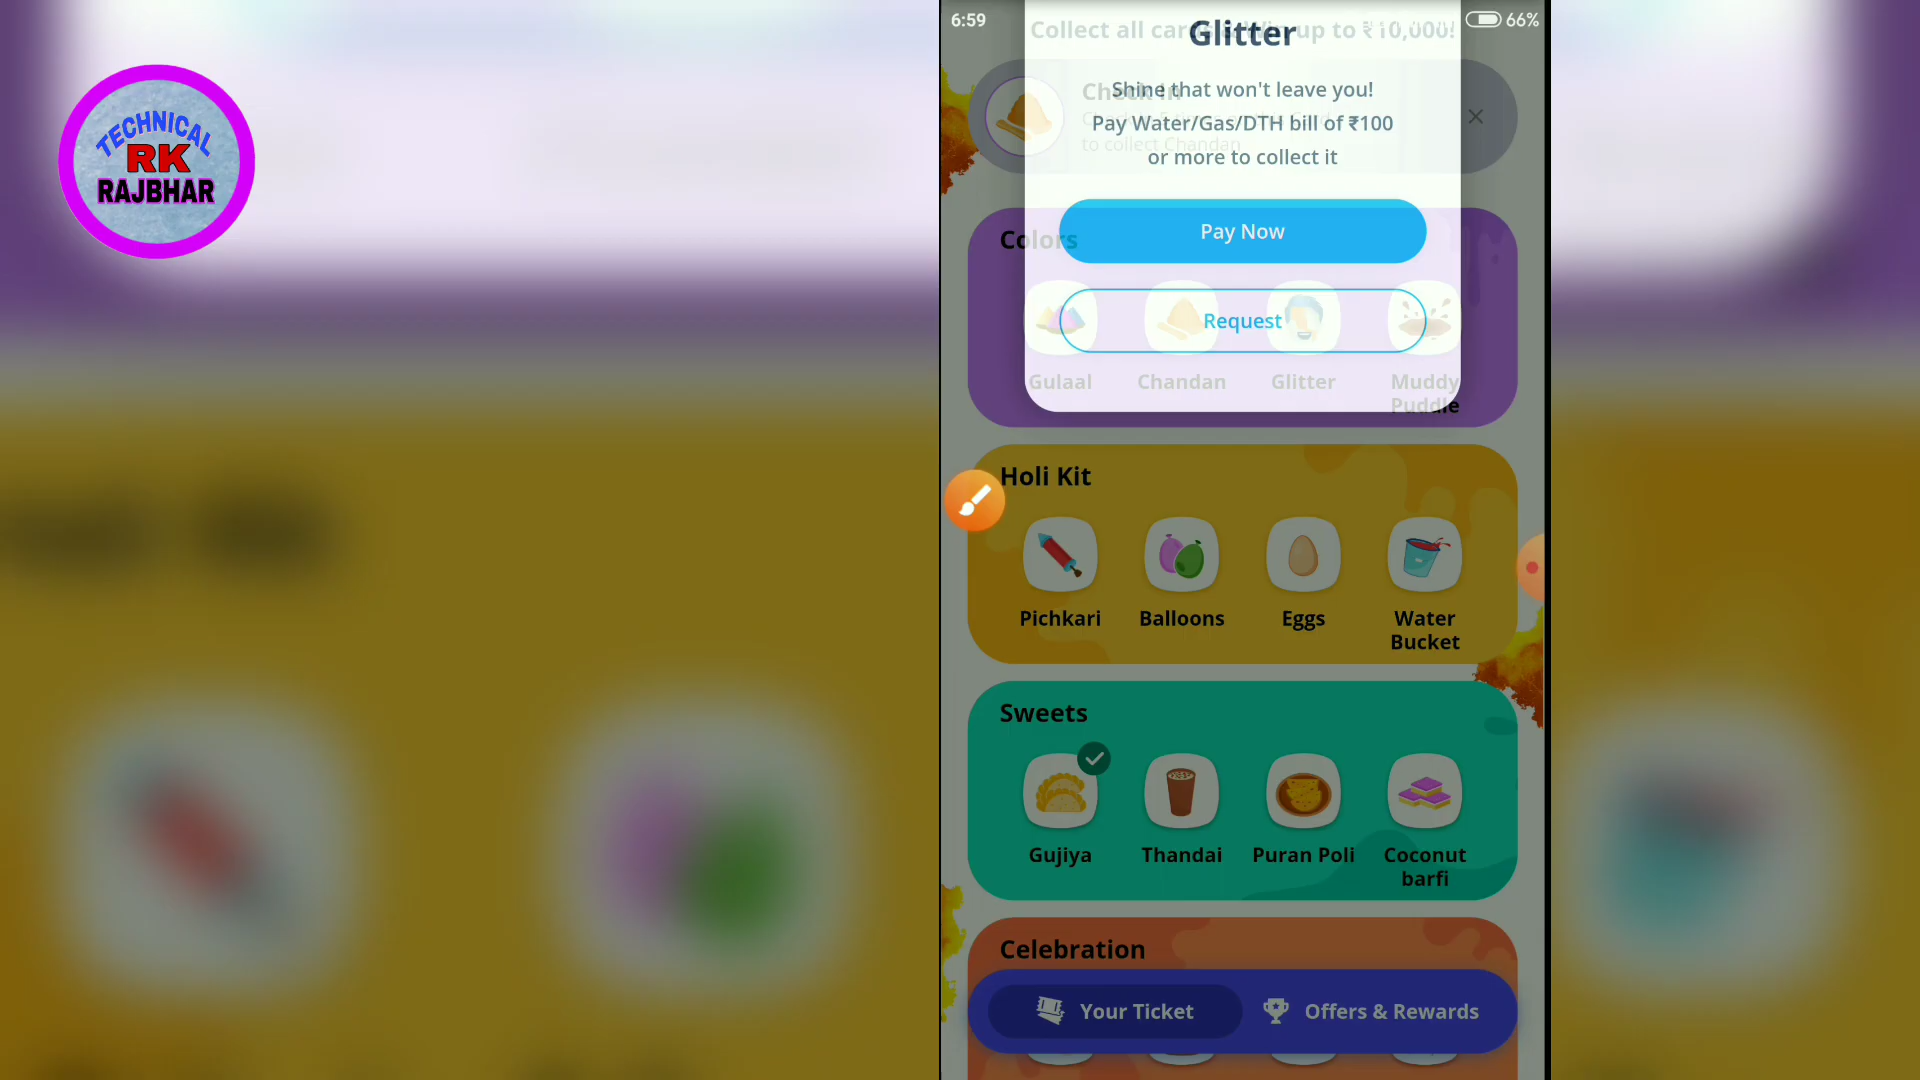 TECHNICAL
RK
RAJBHAR
6:59
66%
Collect all cards & Win up to ₹10,000!
Glitter
Check In
Shine that won't leave you!
Pay Water/Gas/DTH bill of ₹100
to collect Chandan
or more to collect it
Colors
Pay Now
Request
Gulaal
Chandan
Glitter
Muddy
Puddle
Holi Kit
Pichkari
Balloons
Eggs
Water
Bucket
Sweets
Gujiya
Thandai
Puran Poli
Coconut
barfi
Celebration
Your Ticket
Offers & Rewards